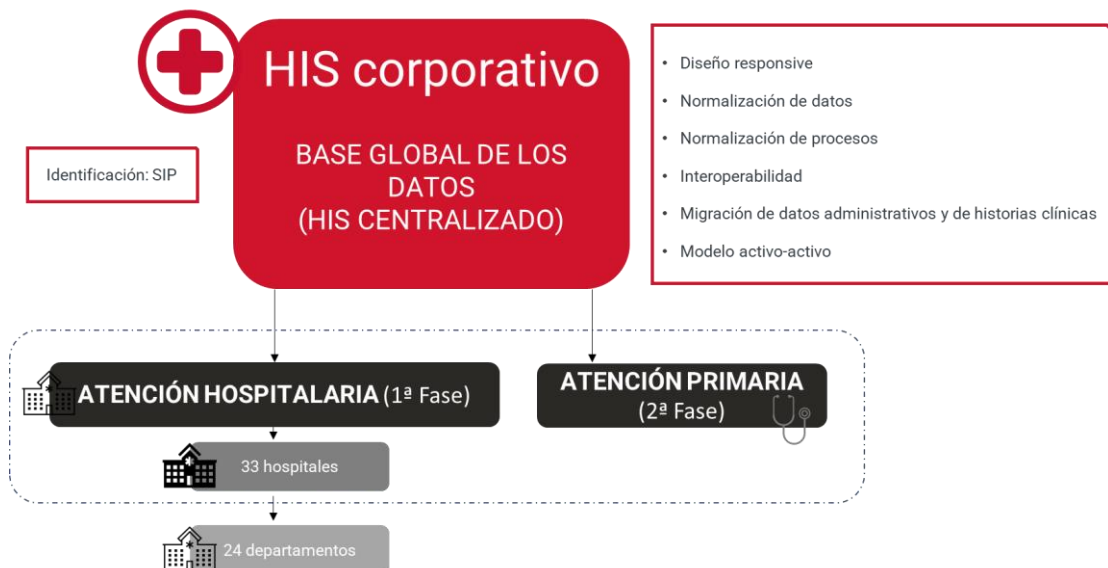 HIS corporativo
BASE GLOBAL DE LOS
DATOS
(HIS CENTRALIZADO)
Identificación: SIP
• Diseño responsive
• Normalización de datos
• Normalización de procesos
• Interoperabilidad
• Migración de datos administrativos y de historias clínicas
• Modelo activo-activo
ATENCIÓN HOSPITALARIA (1ª Fase)
ATENCIÓN PRIMARIA
(2ª Fase)
33 hospitales
24 departamentos